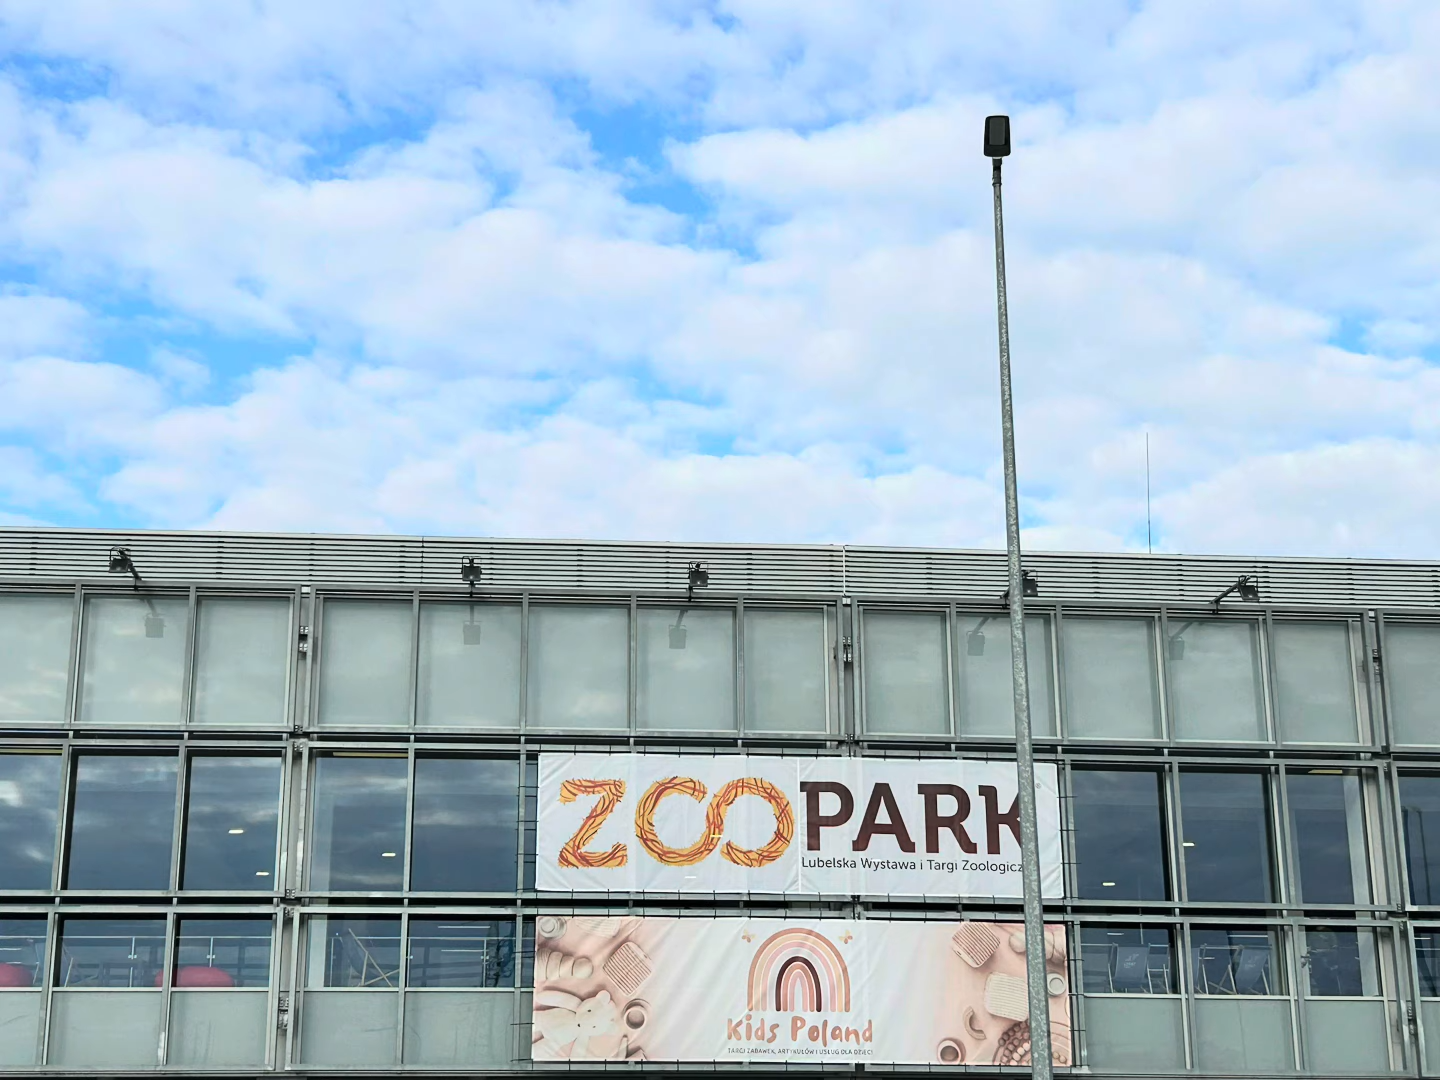 ZOOPARK
Lubelska Wystawa i Targi Zoologicz
Kids Poland
TARGI ZABAWEK, ARTYKUŁÓW I USŁUG DLA DZIECI